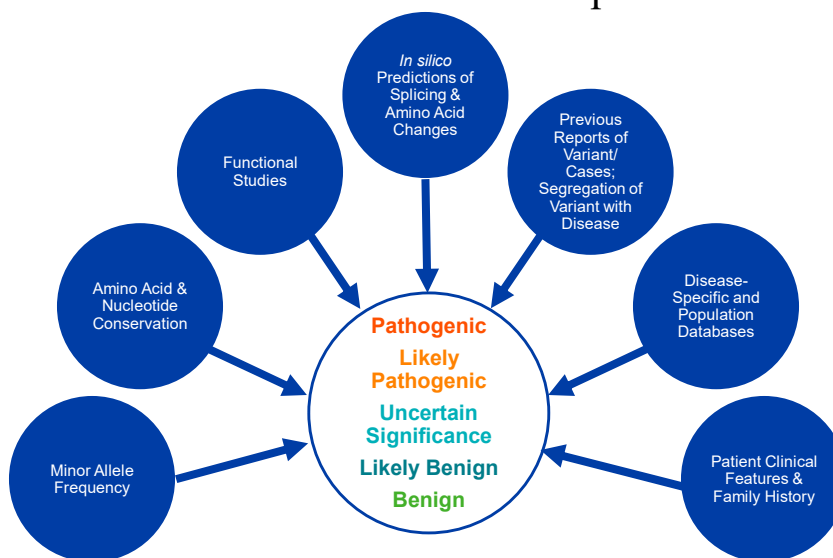 In silico
Predictions of
Splicing &
Amino Acid
Changes
Previous
Reports of
Variant/
Cases;
Segregation of
Variant with
Disease
Functional
Studies
Amino Acid &
Nucleotide
Conservation
Disease-
Specific and
Population
Databases
Minor Allele
Frequency
Patient Clinical
Features &
Family History
Pathogenic
Likely
Pathogenic
Uncertain
Significance
Likely Benign
Benign